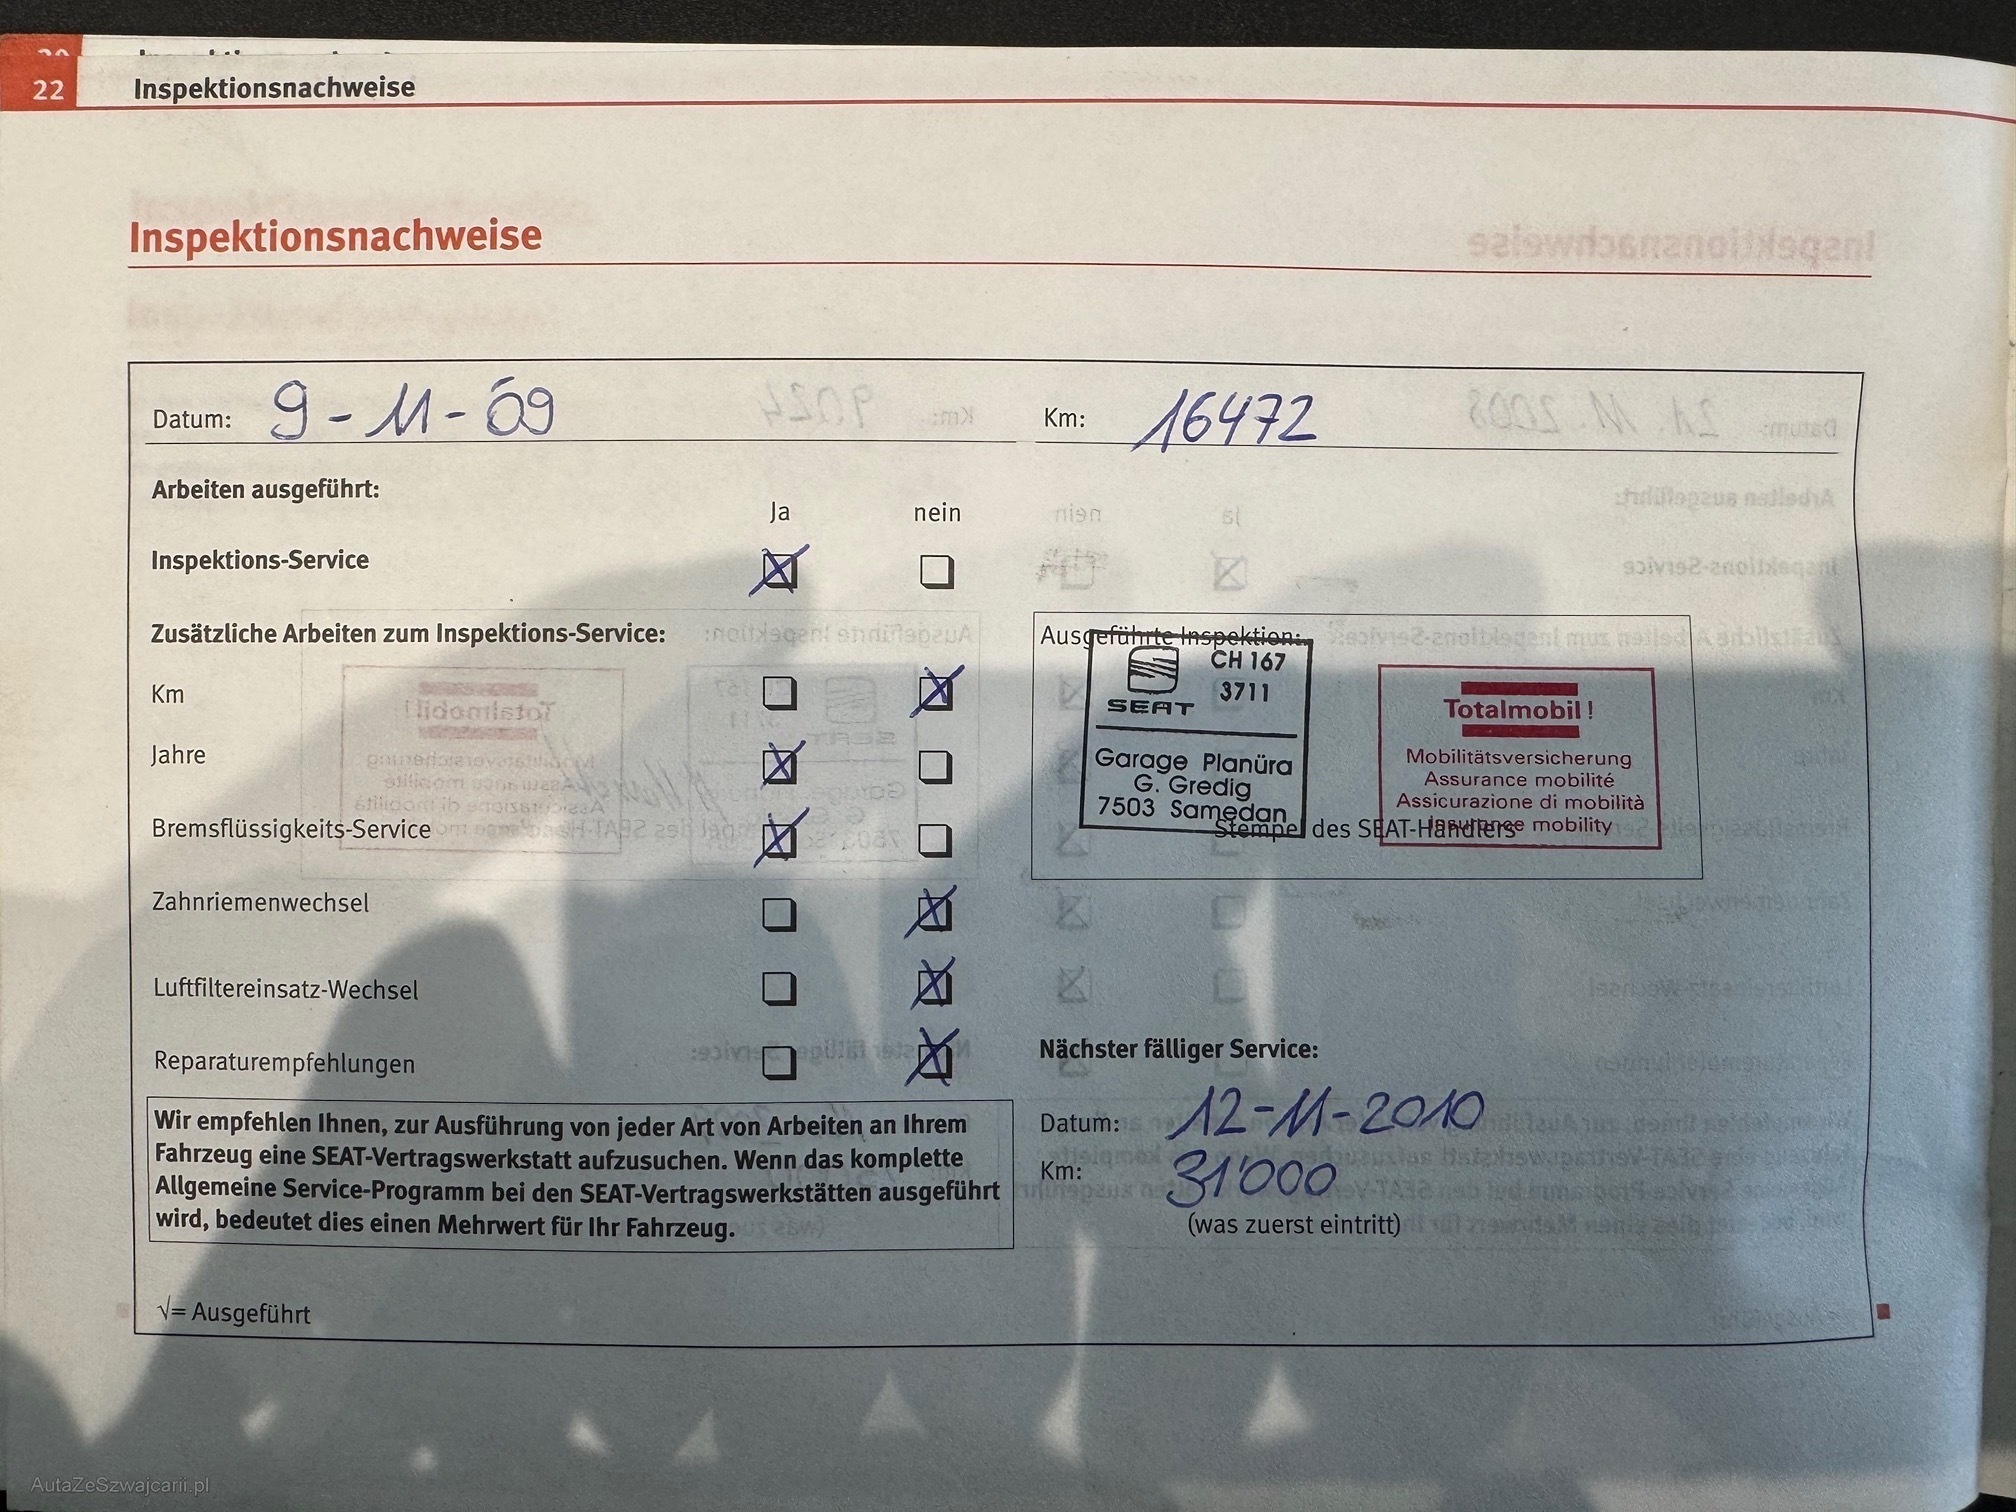 22 Inspektionsnachweise
Inspektionsnachweise
Datum: 9-11-09 Km: 16472
Arbeiten ausgeführt:
Ja nein
Inspektions-Service
Zusätzliche Arbeiten zum Inspektions-Service:
Km
Jahre
Bremsflüssigkeits-Service
Zahnriemenwechsel
Luftfiltereinsatz-Wechsel
Reparaturempfehlungen
Ausgeführte Inspektion:
CH 167
3711
SEAT
Garage Planüra
G. Gredig
7503 Samedan
Totalmobil!
Mobilitätsversicherung
Assurance mobilité
Assicurazione di mobilità
Insurance mobility
Stempel des SEAT-Händlers
Nächster fälliger Service:
Datum: 12-11-2010
Km: 31'000
(was zuerst eintritt)
Wir empfehlen Ihnen, zur Ausführung von jeder Art von Arbeiten an Ihrem
Fahrzeug eine SEAT-Vertragswerkstatt aufzusuchen. Wenn das komplette
Allgemeine Service-Programm bei den SEAT-Vertragswerkstätten ausgeführt
wird, bedeutet dies einen Mehrwert für Ihr Fahrzeug.
√= Ausgeführt
AutaZeSzwajcarii.pl